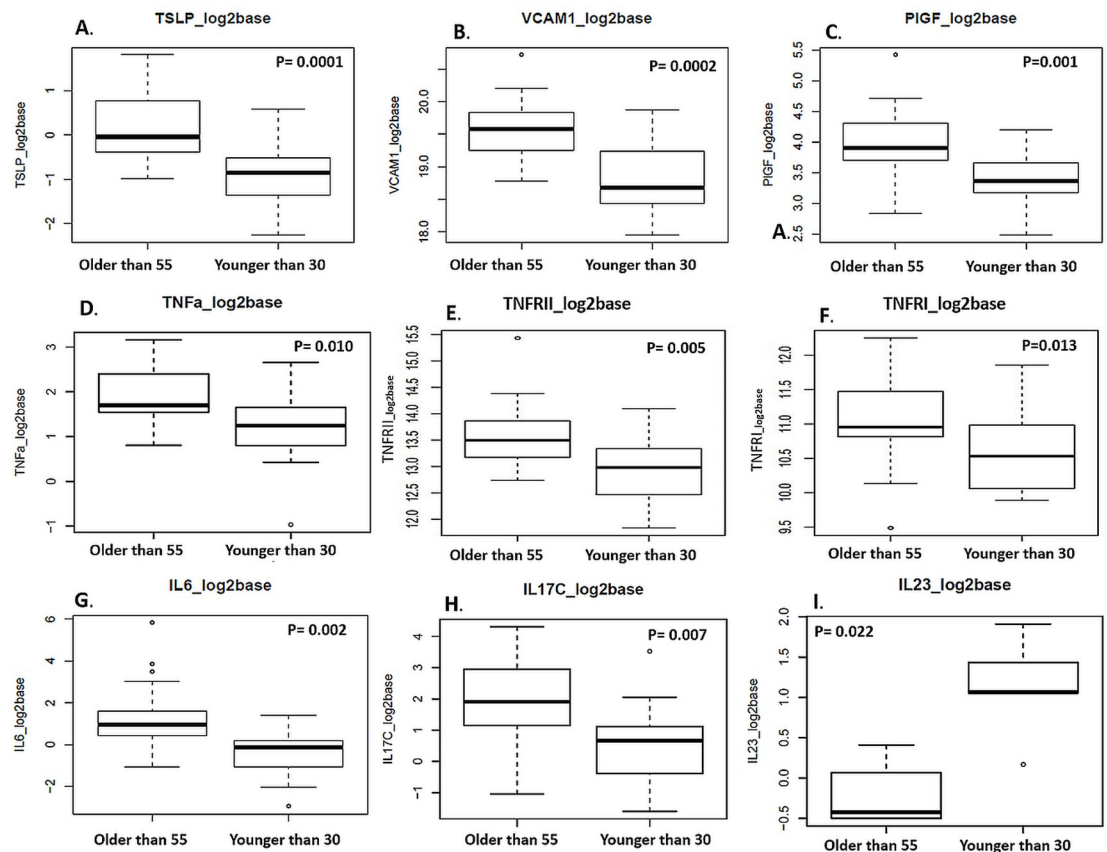 A. TSLP_log2base
P= 0.0001
TSLP_log2base
1
0
−1
−2
Older than 55 Younger than 30
B. VCAM1_log2base
P= 0.0002
VCAM1_log2base
20.0
19.0
18.0
Older than 55 Younger than 30
C. PlGF_log2base
P=0.001
PlGF_log2base
5.5
5.0
4.5
4.0
3.5
3.0
2.5
A.
Older than 55 Younger than 30
D. TNFa_log2base
P= 0.010
TNFa_log2base
3
2
1
0
−1
Older than 55 Younger than 30
E. TNFRII_log2base
P= 0.005
TNFRII_log2base
15.5
15.0
14.5
14.0
13.5
13.0
12.5
12.0
Older than 55 Younger than 30
F. TNFRI_log2base
P=0.013
TNFRI_log2base
12.0
11.5
11.0
10.5
10.0
9.5
Older than 55 Younger than 30
G. IL6_log2base
P= 0.002
IL6_log2base
6
4
2
0
−2
Older than 55 Younger than 30
H. IL17C_log2base
P= 0.007
IL17C_log2base
4
3
2
1
0
−1
Older than 55 Younger than 30
I. IL23_log2base
P= 0.022
IL23_log2base
2.0
1.5
1.0
0.5
0.0
−0.5
Older than 55 Younger than 30